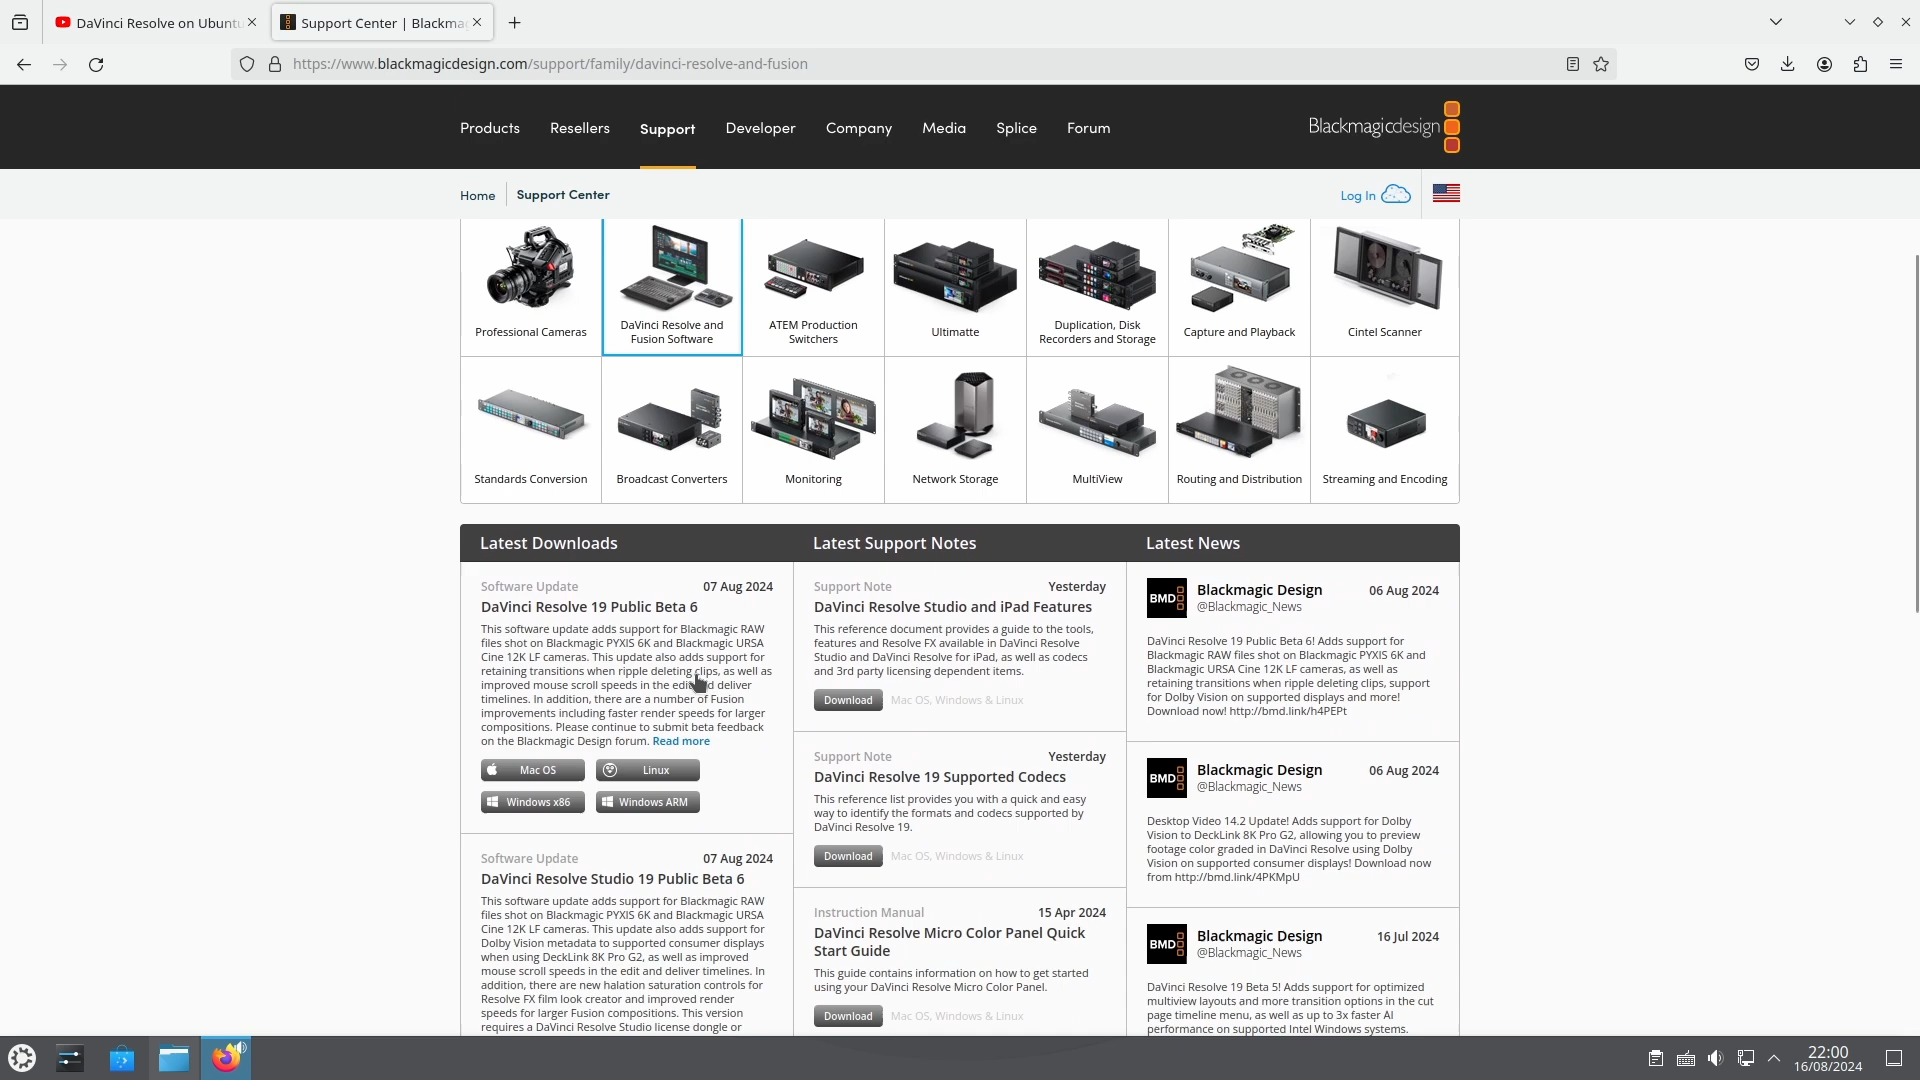 DaVinci Resolve on Ubuntu
Support Center | Blackma
https://www.blackmagicdesign.com/support/family/davinci-resolve-and-fusion
Products
Resellers
Support
Developer
Company
Media
Splice
Forum
Blackmagicdesign
Home
Support Center
Log In
Professional Cameras
DaVinci Resolve and
Fusion Software
ATEM Production
Switchers
Ultimatte
Duplication, Disk
Recorders and Storage
Capture and Playback
Cintel Scanner
Standards Conversion
Broadcast Converters
Monitoring
Network Storage
MultiView
Routing and Distribution
Streaming and Encoding
Latest Downloads
Software Update 07 Aug 2024
DaVinci Resolve 19 Public Beta 6
This software update adds support for Blackmagic RAW
files shot on Blackmagic PYXIS 6K and Blackmagic URSA
Cine 12K LF cameras. This update also adds support for
retaining transitions when ripple deleting clips, as well as
improved mouse scroll speeds in the edit and deliver
timelines. In addition, there are a number of Fusion
improvements including faster render speeds for larger
compositions. Please continue to submit beta feedback
on the Blackmagic Design forum. Read more
Mac OS
Linux
Windows x86
Windows ARM
Software Update 07 Aug 2024
DaVinci Resolve Studio 19 Public Beta 6
This software update adds support for Blackmagic RAW
files shot on Blackmagic PYXIS 6K and Blackmagic URSA
Cine 12K LF cameras. This update also adds support for
Dolby Vision metadata to supported consumer displays
when using DeckLink 8K Pro G2, as well as improved
mouse scroll speeds in the edit and deliver timelines. In
addition, there are new halation saturation controls for
Resolve FX film look creator and improved render
speeds for larger Fusion compositions. This version
requires a DaVinci Resolve Studio license dongle or
Latest Support Notes
Support Note Yesterday
DaVinci Resolve Studio and iPad Features
This reference document provides a guide to the tools,
features and Resolve FX available in DaVinci Resolve
Studio and DaVinci Resolve for iPad, as well as codecs
and 3rd party licensing dependent items.
Download Mac OS, Windows & Linux
Support Note Yesterday
DaVinci Resolve 19 Supported Codecs
This reference list provides you with a quick and easy
way to identify the formats and codecs supported by
DaVinci Resolve 19.
Download Mac OS, Windows & Linux
Instruction Manual 15 Apr 2024
DaVinci Resolve Micro Color Panel Quick
Start Guide
This guide contains information on how to get started
using your DaVinci Resolve Micro Color Panel.
Download Mac OS, Windows & Linux
Latest News
BMD
Blackmagic Design 06 Aug 2024
@Blackmagic_News
DaVinci Resolve 19 Public Beta 6! Adds support for
Blackmagic RAW files shot on Blackmagic PYXIS 6K and
Blackmagic URSA Cine 12K LF cameras, as well as
retaining transitions when ripple deleting clips, support
for Dolby Vision on supported displays and more!
Download now! http://bmd.link/h4PEPt
BMD
Blackmagic Design 06 Aug 2024
@Blackmagic_News
Desktop Video 14.2 Update! Adds support for Dolby
Vision to DeckLink 8K Pro G2, allowing you to preview
footage color graded in DaVinci Resolve using Dolby
Vision on supported consumer displays! Download now
from http://bmd.link/4PKMpU
BMD
Blackmagic Design 16 Jul 2024
@Blackmagic_News
DaVinci Resolve 19 Beta 5! Adds support for optimized
multiview layouts and more transition options in the cut
page timeline menu, as well as up to 3x faster AI
performance on supported Intel Windows systems.
22:00
16/08/2024